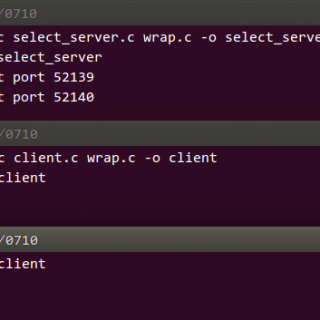 /0710
c select_server.c wrap.c -o select_serve
select_server
t port 52139
t port 52140
/0710
c client.c wrap.c -o client
client
/0710
client